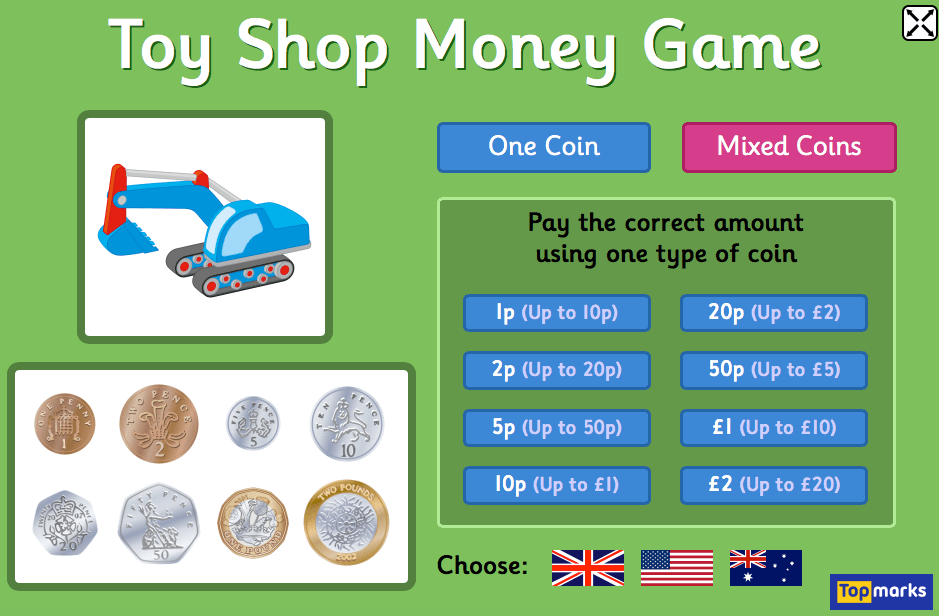 Toy Shop Money Game
One Coin
Mixed Coins
Pay the correct amount
using one type of coin
1p (Up to 10p)
20p (Up to £2)
2p (Up to 20p)
50p (Up to £5)
5p (Up to 50p)
£1 (Up to £10)
10p (Up to £1)
£2 (Up to £20)
ONE PENNY
1
TWO PENCE
2
FIVE PENCE
5
TEN PENCE
10
TWENTY PENCE
20
FIFTY PENCE
50
ONE POUND
TWO POUNDS
2002
Choose:
Topmarks